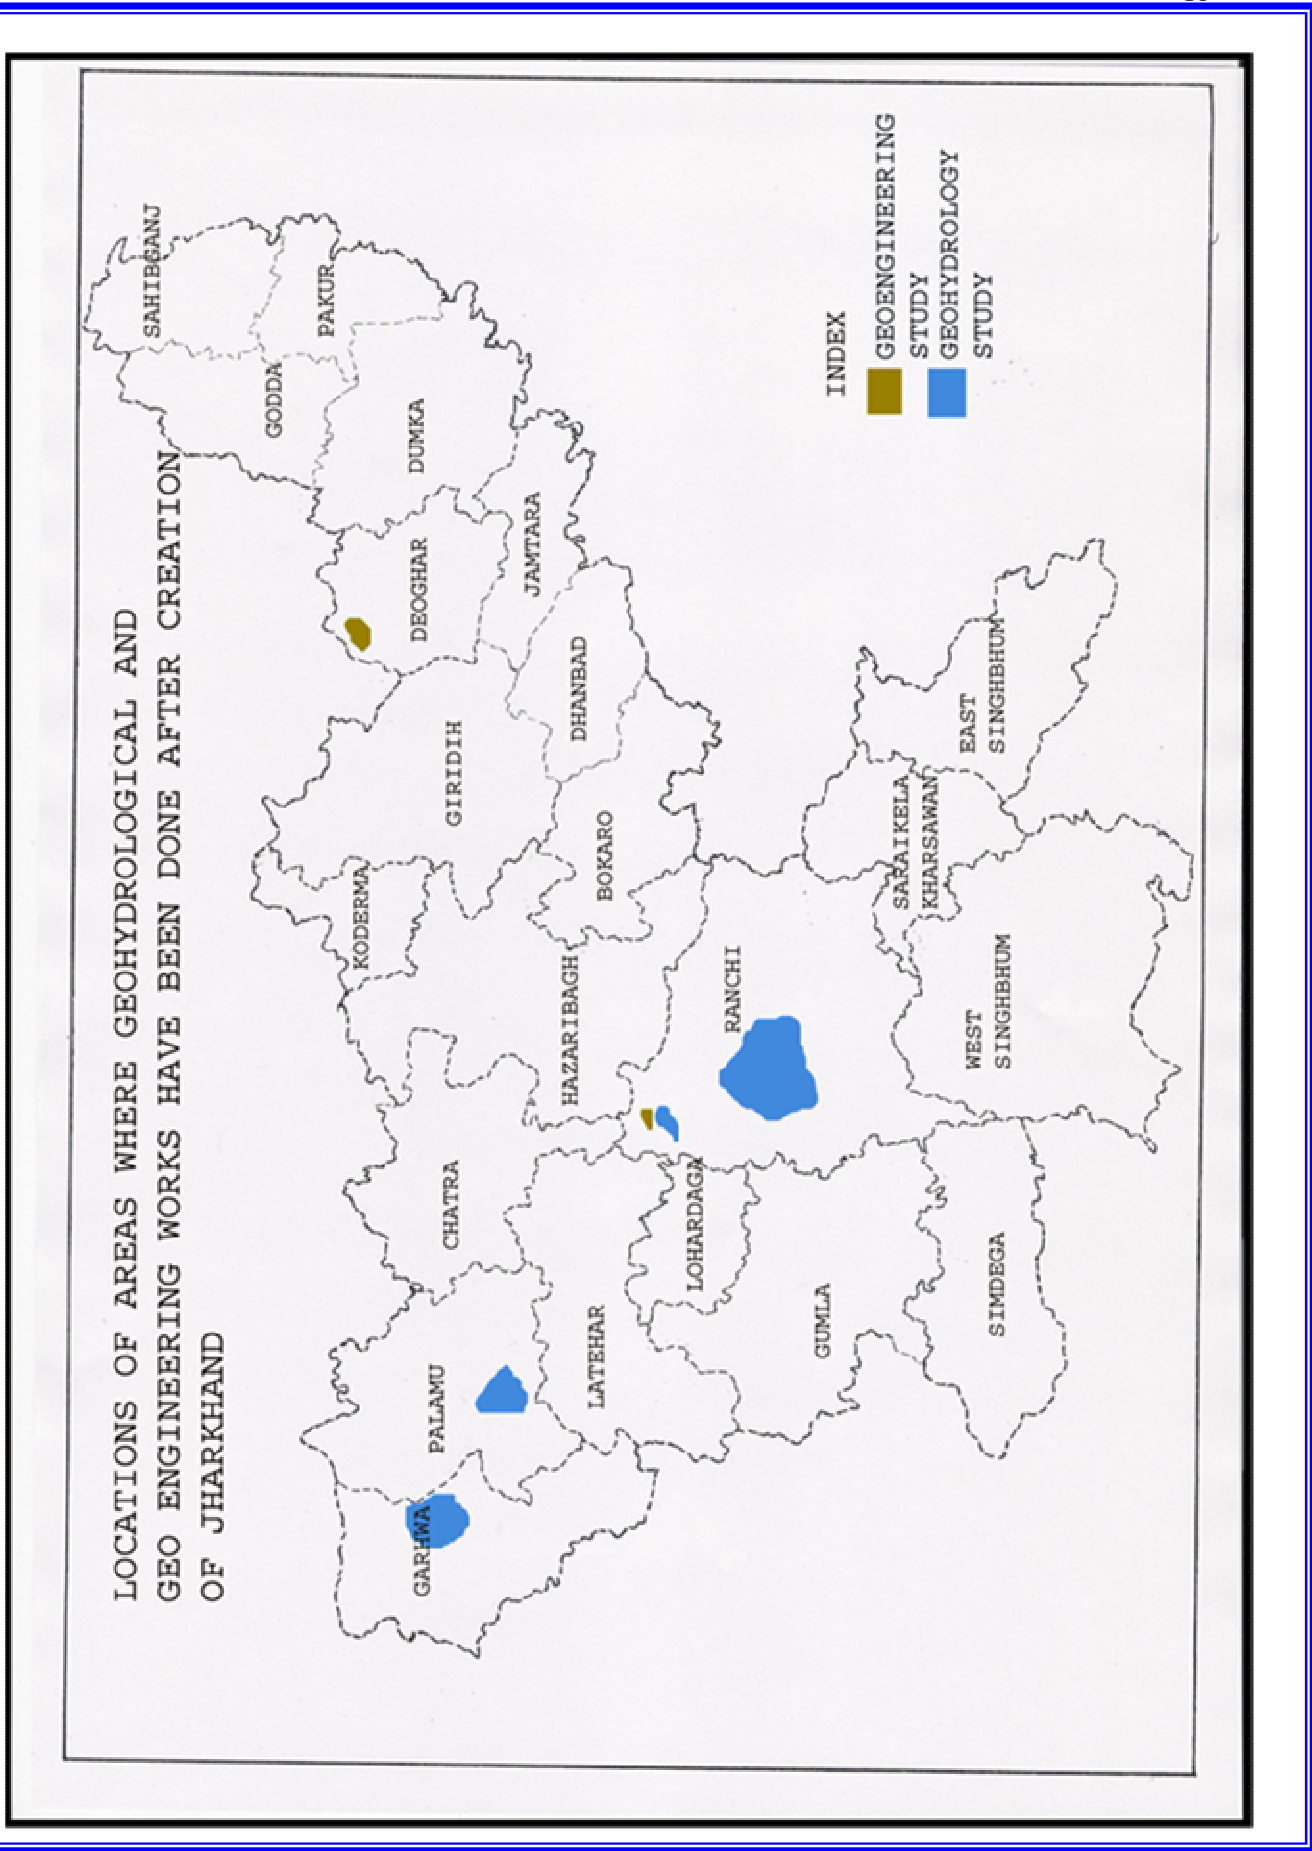 LOCATIONS OF AREAS WHERE GEOHYDROLOGICAL AND
GEO ENGINEERING WORKS HAVE BEEN DONE AFTER CREATION
OF JHARKHAND
SAHIBGANJ
PAKUR
GODDA
DUMKA
DEOGHAR
JAMTARA
DHANBAD
GIRIDIH
KODERMA
BOKARO
HAZARIBAGH
CHATRA
PALAMU
GARHWA
LATEHAR
LOHARDAGA
RANCHI
GUMLA
SIMDEGA
WEST
SINGHBHUM
SARAIKELA
KHARSAWAN
EAST
SINGHBHUM
INDEX
GEOENGINEERING
STUDY
GEOHYDROLOGY
STUDY